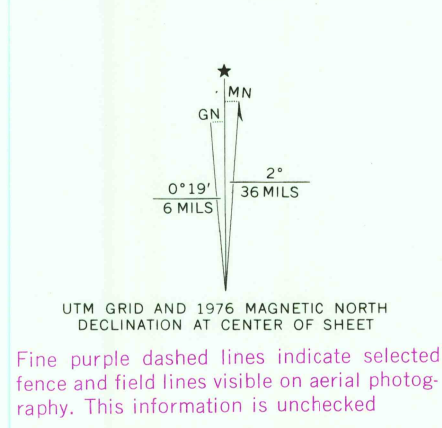 ★
MN
GN
2°
0°19′
36 MILS
6 MILS
UTM GRID AND 1976 MAGNETIC NORTH
DECLINATION AT CENTER OF SHEET
Fine purple dashed lines indicate selected
fence and field lines visible on aerial photog-
raphy. This information is unchecked